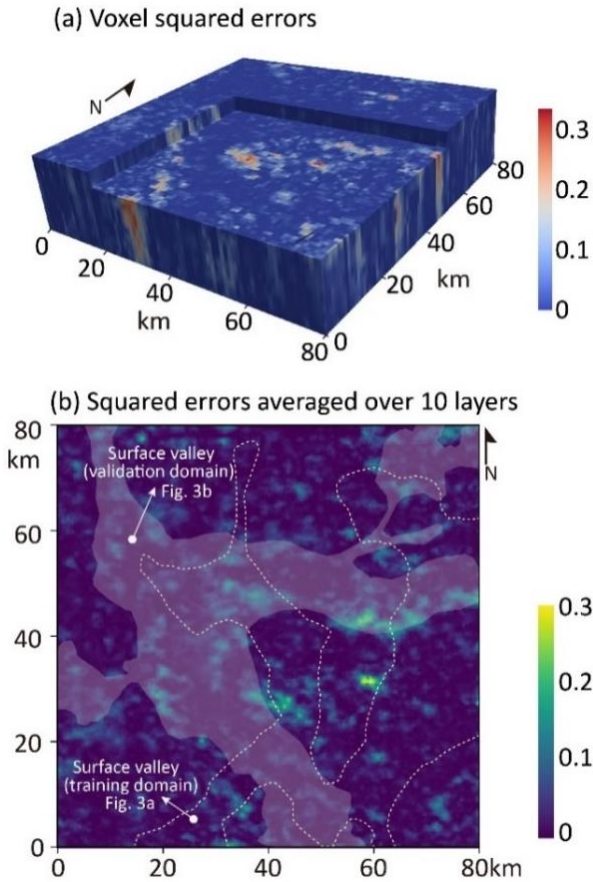 (a) Voxel squared errors
N
0.3
0.2
0.1
0
0
20
40
60
80
km
0
20
40
60
80
km
(b) Squared errors averaged over 10 layers
80
km
60
40
20
0
0
20
40
60
80km
N
Surface valley
(validation domain)
Fig. 3b
Surface valley
(training domain)
Fig. 3a
0.3
0.2
0.1
0